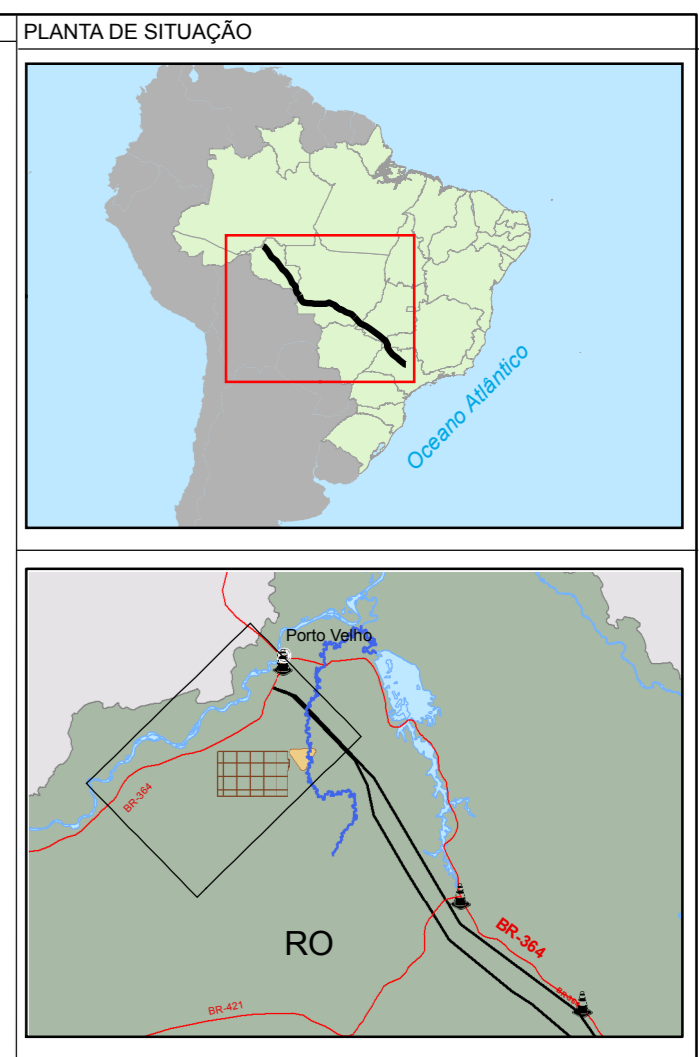 PLANTA DE SITUAÇÃO
Oceano Atlântico
Porto Velho
BR-364
RO
BR-364
BR-421